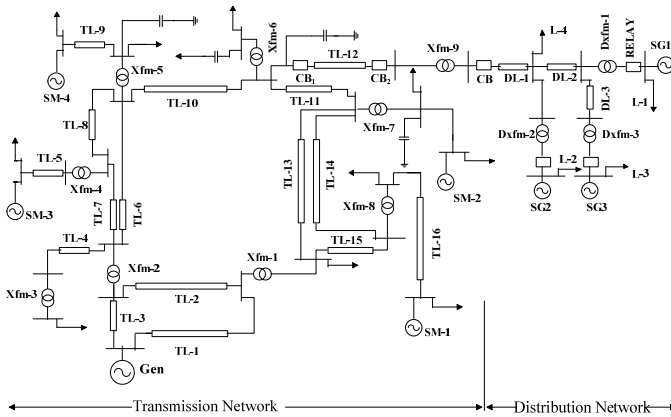 Xfm-6
Dxfm-1
TL-9
L-4
RELAY
SG1
Xfm-5
TL-12
Xfm-9
CB1
CB2
CB
DL-1
DL-2
SM-4
TL-10
TL-11
DL-3
L-1
TL-8
Xfm-7
Dxfm-2
Dxfm-3
TL-5
Xfm-4
TL-13
TL-14
L-2
L-3
SM-2
SG2
SG3
SM-3
TL-7
TL-6
Xfm-8
TL-4
TL-15
TL-16
Xfm-3
Xfm-2
Xfm-1
TL-2
TL-3
SM-1
TL-1
Gen
Transmission Network
Distribution Network